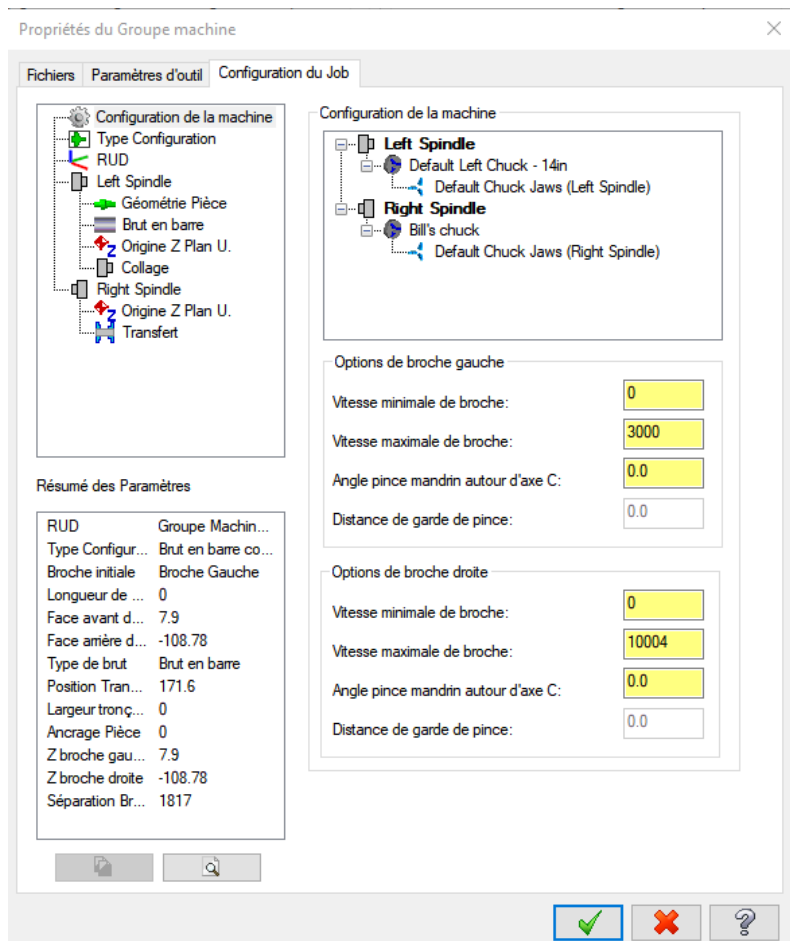 Propriétés du Groupe machine
Fichiers Paramètres d'outil Configuration du Job
Configuration de la machine
Type Configuration
RUD
Left Spindle
Géométrie Pièce
Brut en barre
Origine Z Plan U.
Collage
Right Spindle
Origine Z Plan U.
Transfert
Résumé des Paramètres
RUD Groupe Machin...
Type Configur... Brut en barre co...
Broche initiale Broche Gauche
Longueur de ... 0
Face avant d... 7.9
Face arrière d... -108.78
Type de brut Brut en barre
Position Tran... 171.6
Largeur tronç... 0
Ancrage Pièce 0
Z broche gau... 7.9
Z broche droite -108.78
Séparation Br... 1817
Configuration de la machine
Left Spindle
Default Left Chuck - 14in
Default Chuck Jaws (Left Spindle)
Right Spindle
Bill's chuck
Default Chuck Jaws (Right Spindle)
Options de broche gauche
Vitesse minimale de broche: 0
Vitesse maximale de broche: 3000
Angle pince mandrin autour d'axe C: 0.0
Distance de garde de pince: 0.0
Options de broche droite
Vitesse minimale de broche: 0
Vitesse maximale de broche: 10004
Angle pince mandrin autour d'axe C: 0.0
Distance de garde de pince: 0.0